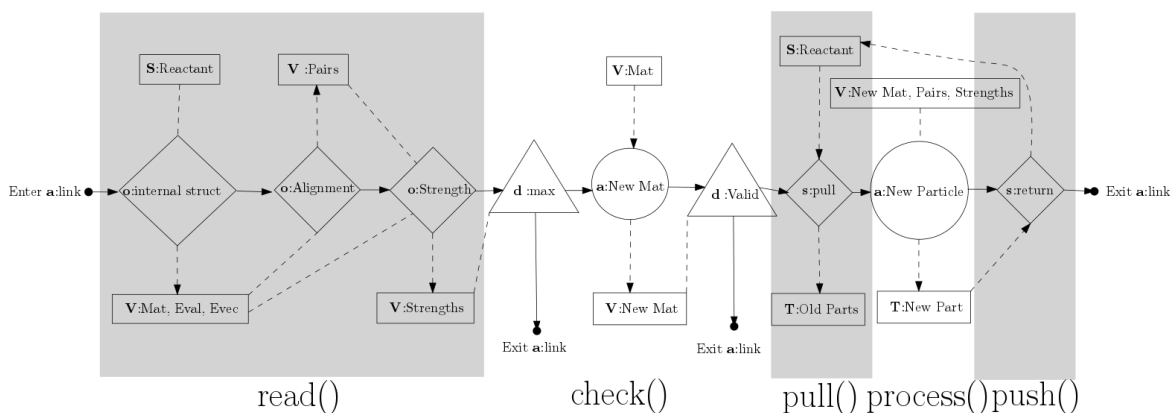 S:Reactant
V :Pairs
V:Mat
S:Reactant
V:New Mat, Pairs, Strengths
Enter a:link
o:internal struct
o:Alignment
o:Strength
d :max
a:New Mat
d :Valid
s:pull
a:New Particle
s:return
Exit a:link
V:Mat, Eval, Evec
V:Strengths
V:New Mat
T:Old Parts
T:New Part
Exit a:link
Exit a:link
read()
check()
pull()
process()
push()